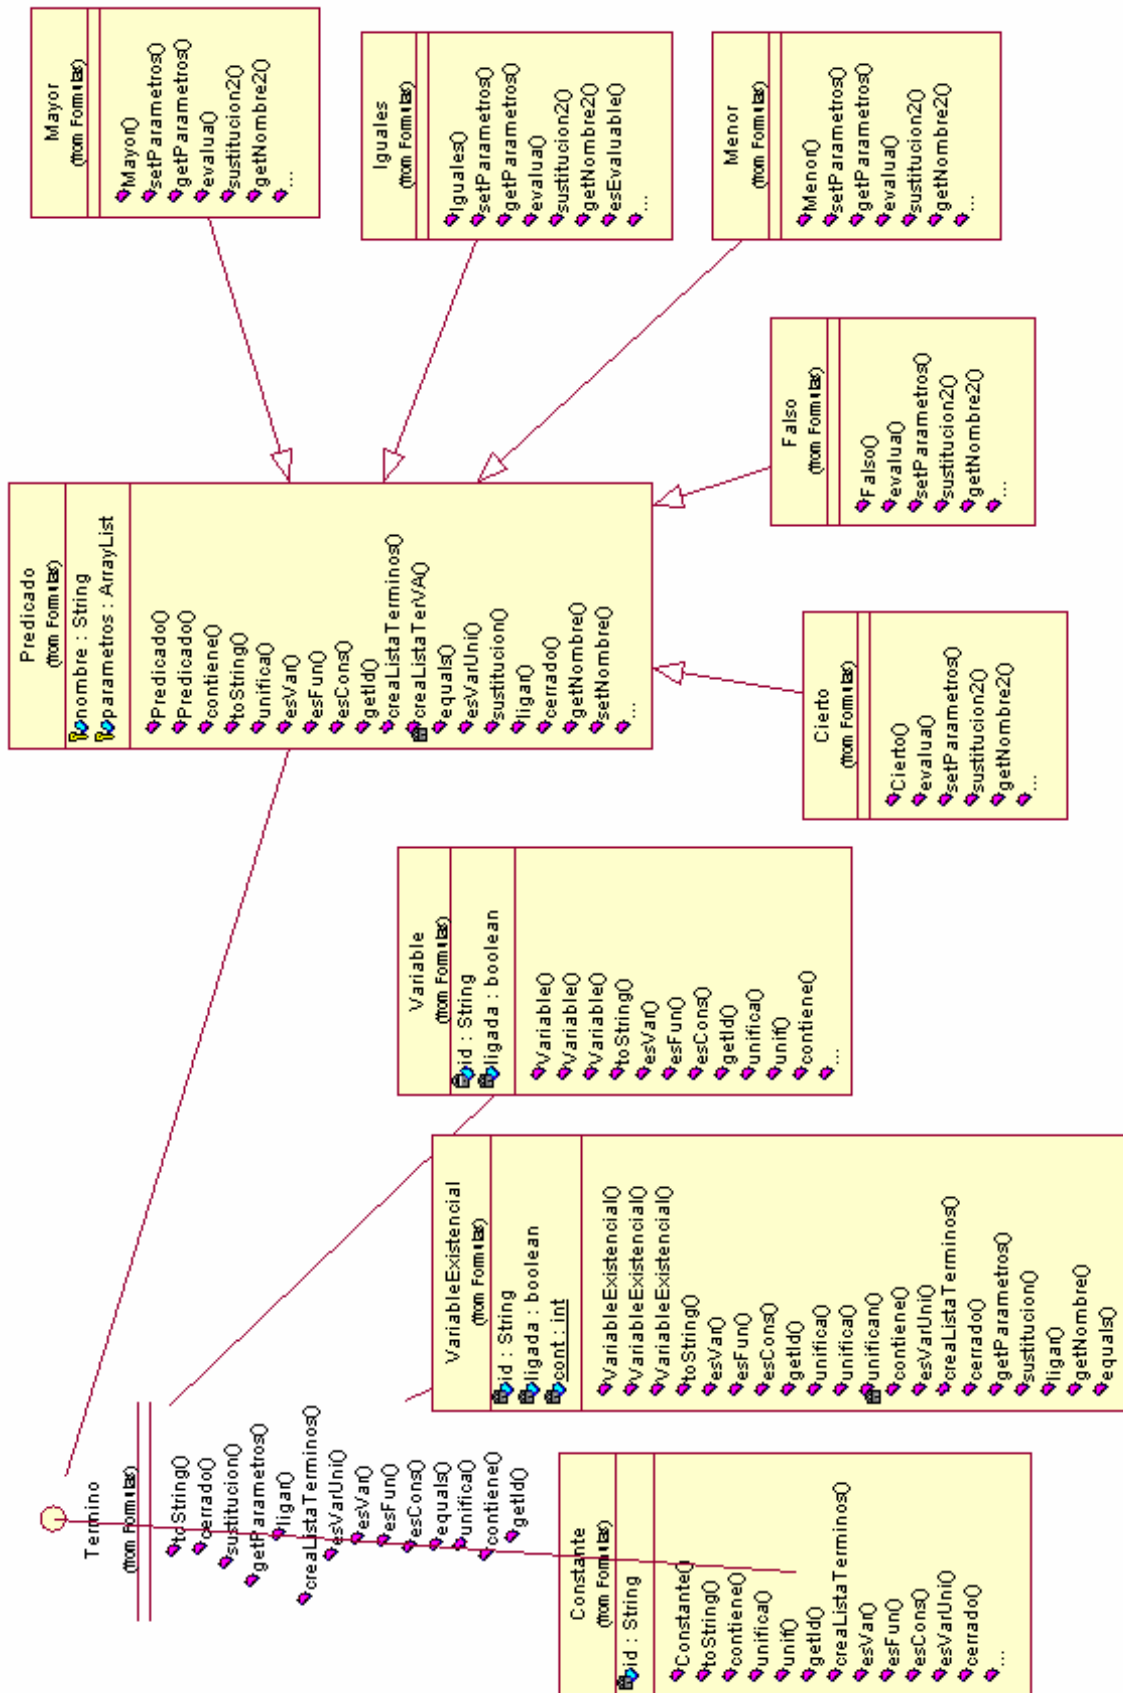 Termino
(from Formulas)
toString()
cerrado()
sustitucion()
getParametros()
ligar()
creaListaTerminos()
esVarUni()
esVar()
esFun()
esCons()
equals()
unifica()
contiene()
getId()
Constante
(from Formulas)
id : String
Constante()
toString()
contiene()
unifica()
unif()
getId()
creaListaTerminos()
esVar()
esFun()
esCons()
esVarUni()
cerrado()
...
VariableExistencial
(from Formulas)
id : String
ligada : boolean
cont : int
VariableExistencial()
VariableExistencial()
VariableExistencial()
toString()
esVar()
esFun()
esCons()
getId()
unifica()
unifica()
unifican()
contiene()
esVarUni()
creaListaTerminos()
cerrado()
getParametros()
sustitucion()
ligar()
getNombre()
equals()
Variable
(from Formulas)
id : String
ligada : boolean
Variable()
Variable()
Variable()
toString()
esVar()
esFun()
esCons()
getId()
unifica()
unif()
contiene()
...
Predicado
(from Formulas)
nombre : String
parametros : ArrayList
Predicado()
Predicado()
contiene()
toString()
unifica()
esVar()
esFun()
esCons()
getId()
creaListaTerminos()
creaListaTerVA()
equals()
esVarUni()
sustitucion()
ligar()
cerrado()
getNombre()
setNombre()
...
Cierto
(from Formulas)
Cierto()
evalua()
setParametros()
sustitucion2()
getNombre2()
...
Falso
(from Formulas)
Falso()
evalua()
setParametros()
sustitucion2()
getNombre2()
...
Mayor
(from Formulas)
Mayor()
setParametros()
getParametros()
evalua()
sustitucion2()
getNombre2()
...
Iguales
(from Formulas)
Iguales()
setParametros()
getParametros()
evalua()
sustitucion2()
getNombre2()
esEvaluable()
...
Menor
(from Formulas)
Menor()
setParametros()
getParametros()
evalua()
sustitucion2()
getNombre2()
...